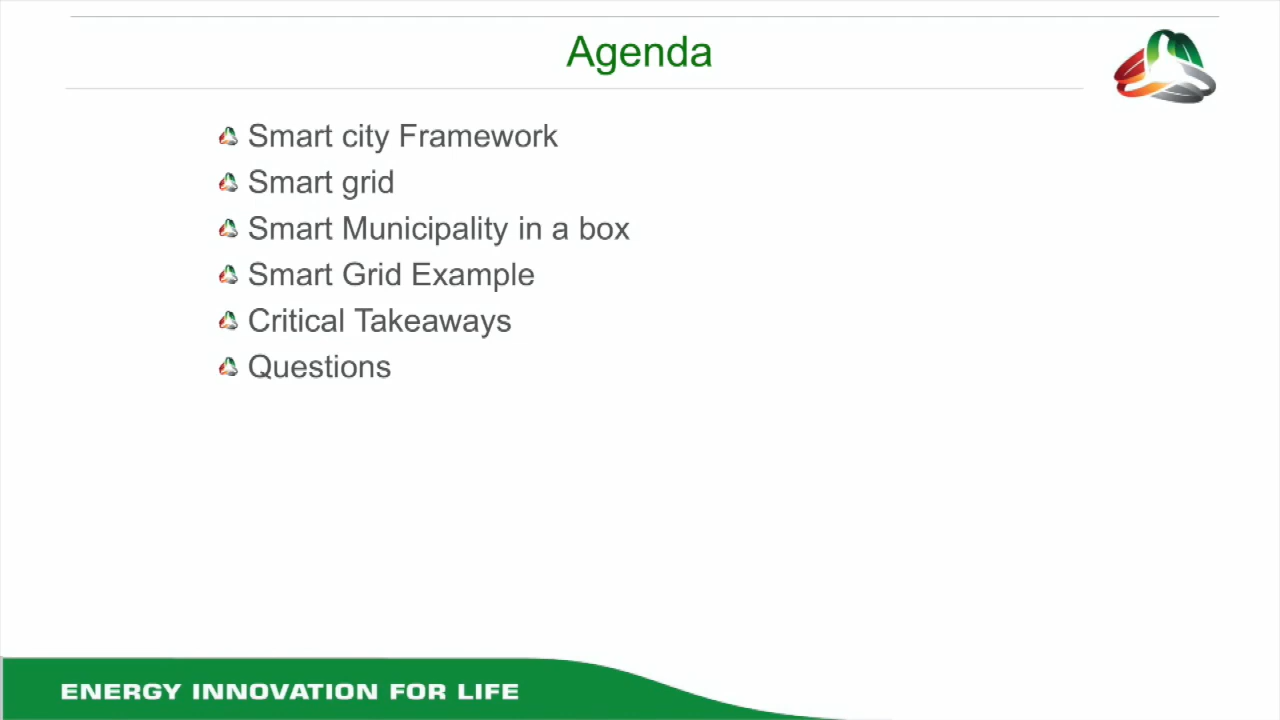 Agenda
Smart city Framework
Smart grid
Smart Municipality in a box
Smart Grid Example
Critical Takeaways
Questions
ENERGY INNOVATION FOR LIFE